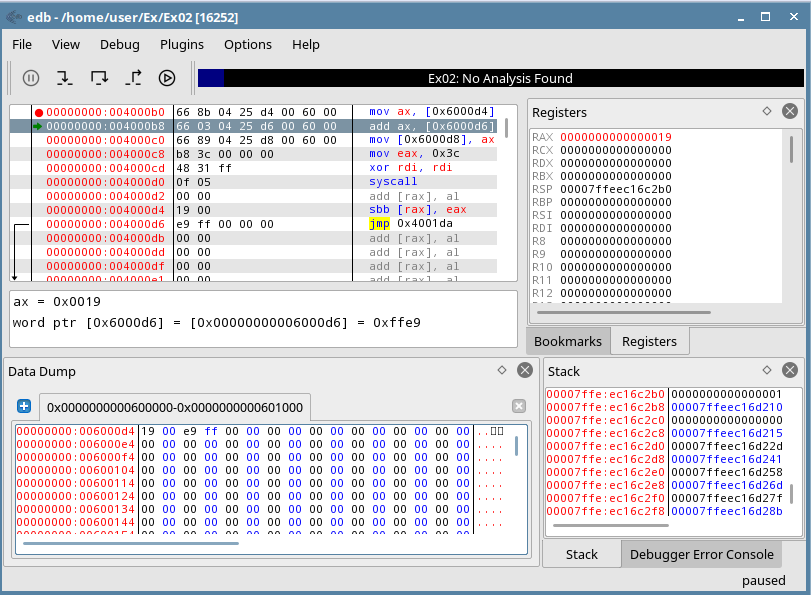 edb - /home/user/Ex/Ex02 [16252]
File View Debug Plugins Options Help
Ex02: No Analysis Found
00000000:004000b0 66 8b 04 25 d4 00 60 00 mov ax, [0x6000d4]
00000000:004000b8 66 03 04 25 d6 00 60 00 add ax, [0x6000d6]
00000000:004000c0 66 89 04 25 d8 00 60 00 mov [0x6000d8], ax
00000000:004000c8 b8 3c 00 00 00 mov eax, 0x3c
00000000:004000cd 48 31 ff xor rdi, rdi
00000000:004000d0 0f 05 syscall
00000000:004000d2 00 00 add [rax], al
00000000:004000d4 19 00 sbb [rax], eax
00000000:004000d6 e9 ff 00 00 00 jmp 0x4001da
00000000:004000db 00 00 add [rax], al
00000000:004000dd 00 00 add [rax], al
00000000:004000df 00 00 add [rax], al
00000000:004000e1 00 00 add [rax], al
ax = 0x0019
word ptr [0x6000d6] = [0x00000000006000d6] = 0xffe9
Registers
RAX 0000000000000019
RCX 0000000000000000
RDX 0000000000000000
RBX 0000000000000000
RSP 00007ffeec16c2b0
RBP 0000000000000000
RSI 0000000000000000
RDI 0000000000000000
R8 0000000000000000
R9 0000000000000000
R10 0000000000000000
R11 0000000000000000
R12 0000000000000000
Bookmarks Registers
Data Dump
0x0000000000600000-0x0000000000601000
00000000:006000d4 19 00 e9 ff 00 00 00 00 00 00 00 00 00 00 00 00 ..
00000000:006000e4 00 00 00 00 00 00 00 00 00 00 00 00 00 00 00 00 ....
00000000:006000f4 00 00 00 00 00 00 00 00 00 00 00 00 00 00 00 00 ....
00000000:00600104 00 00 00 00 00 00 00 00 00 00 00 00 00 00 00 00 ....
00000000:00600114 00 00 00 00 00 00 00 00 00 00 00 00 00 00 00 00 ....
00000000:00600124 00 00 00 00 00 00 00 00 00 00 00 00 00 00 00 00 ....
00000000:00600134 00 00 00 00 00 00 00 00 00 00 00 00 00 00 00 00 ....
00000000:00600144 00 00 00 00 00 00 00 00 00 00 00 00 00 00 00 00 ....
Stack
00007ffe:ec16c2b0 0000000000000001
00007ffe:ec16c2b8 00007ffeec16d210
00007ffe:ec16c2c0 0000000000000000
00007ffe:ec16c2c8 00007ffeec16d215
00007ffe:ec16c2d0 00007ffeec16d22d
00007ffe:ec16c2d8 00007ffeec16d241
00007ffe:ec16c2e0 00007ffeec16d258
00007ffe:ec16c2e8 00007ffeec16d26d
00007ffe:ec16c2f0 00007ffeec16d27f
00007ffe:ec16c2f8 00007ffeec16d28b
Stack Debugger Error Console
paused